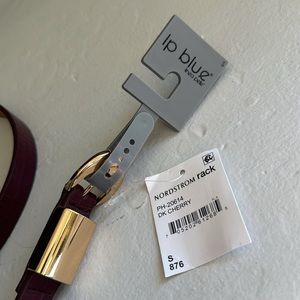 lp blue
NORDSTROM rack
PH-20614
DK CHERRY
S
876